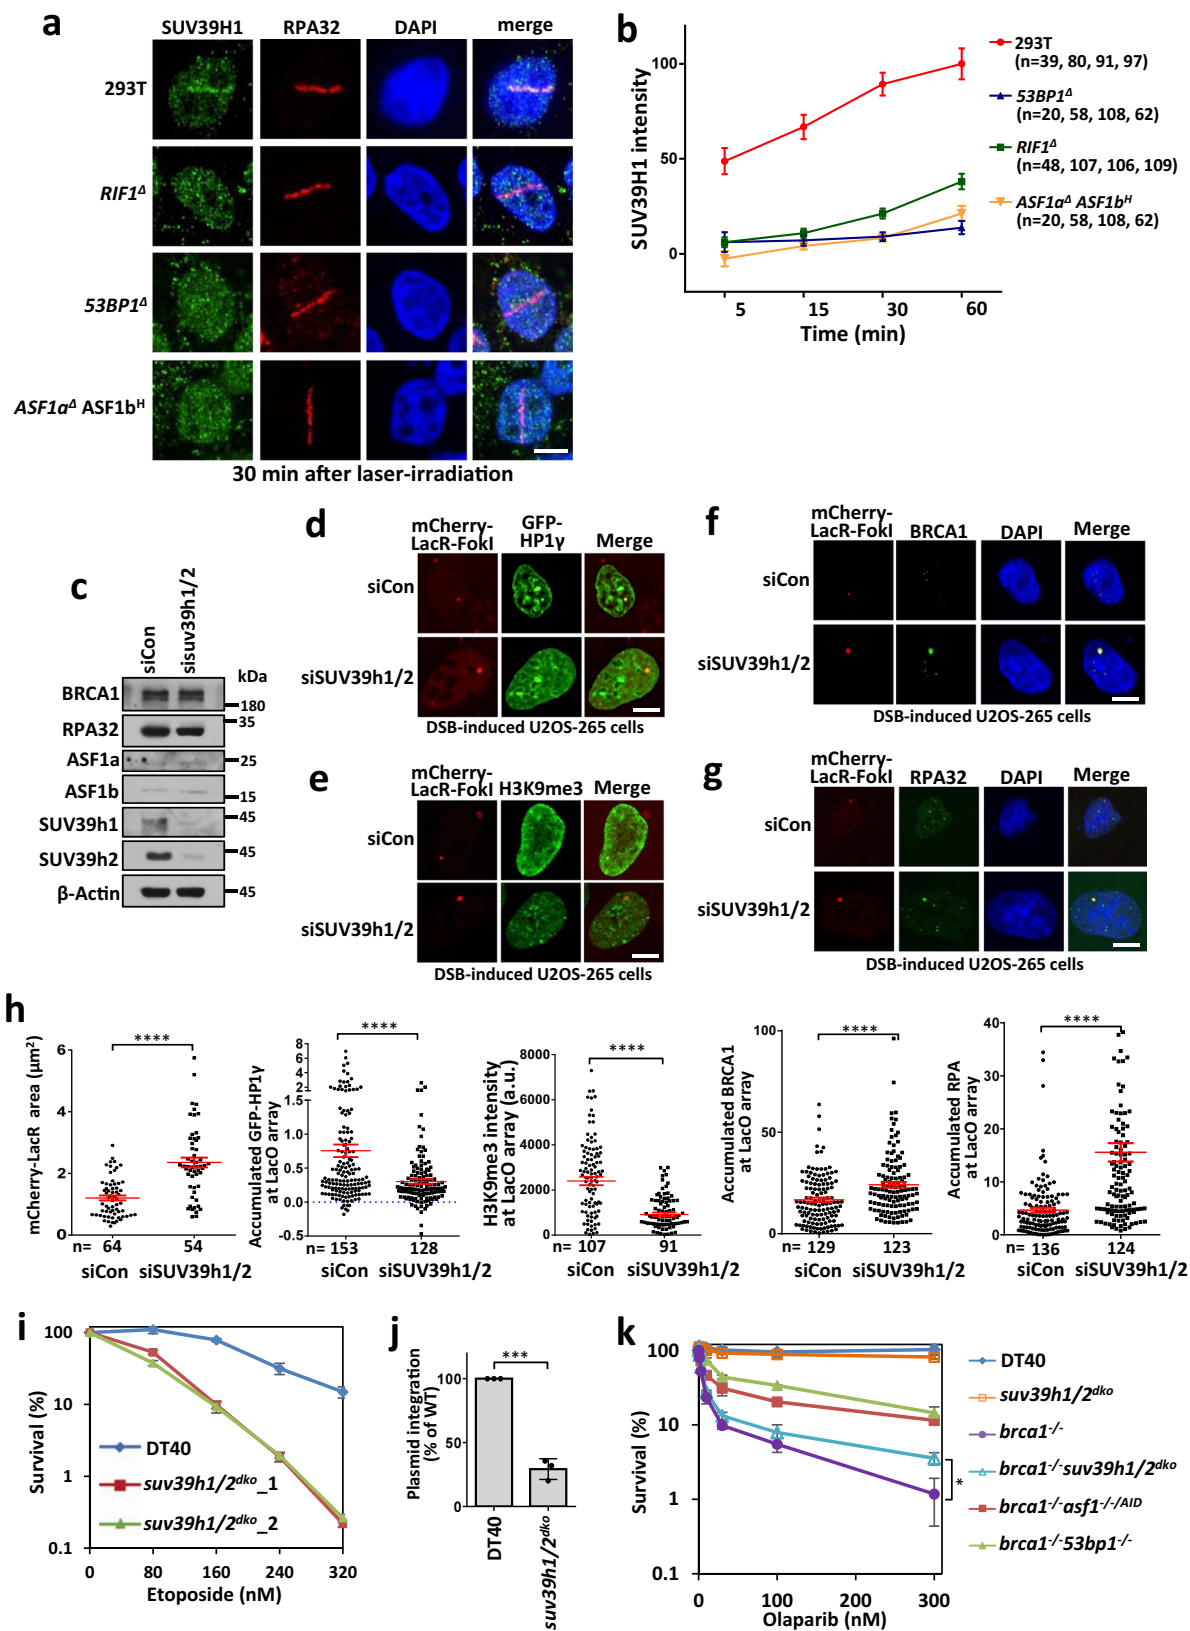 a
SUV39H1 RPA32 DAPI merge
293T
RIF1Δ
53BP1Δ
ASF1aΔ ASF1bH
30 min after laser-irradiation
b
SUV39H1 intensity
100
50
0
5 15 30 60
Time (min)
293T
(n=39, 80, 91, 97)
53BP1Δ
(n=20, 58, 108, 62)
RIF1Δ
(n=48, 107, 106, 109)
ASF1aΔ ASF1bH
(n=20, 58, 108, 62)
c
siCon
sisuv39h1/2
kDa
BRCA1
180
RPA32
35
ASF1a
25
ASF1b
15
SUV39h1
45
SUV39h2
45
β-Actin
45
d
mCherry-
LacR-FokI
GFP-
HP1γ
Merge
siCon
siSUV39h1/2
DSB-induced U2OS-265 cells
e
mCherry-
LacR-FokI H3K9me3 Merge
siCon
siSUV39h1/2
DSB-induced U2OS-265 cells
f
mCherry-
LacR-FokI BRCA1 DAPI Merge
siCon
siSUV39h1/2
DSB-induced U2OS-265 cells
g
mCherry-
LacR-FokI RPA32 DAPI Merge
siCon
siSUV39h1/2
DSB-induced U2OS-265 cells
h
mCherry-LacR area (μm2)
6
4
2
0
****
n= 64 54
siCon siSUV39h1/2
Accumulated GFP-HP1γ
at LacO array
8
6
4
2
1.5
1.0
0.5
0.0
-0.5
****
n= 153 128
siCon siSUV39h1/2
H3K9me3 intensity
at LacO array (a.u.)
8000
6000
4000
2000
0
****
n= 107 91
siCon siSUV39h1/2
Accumulated BRCA1
at LacO array
100
50
0
****
n= 129 123
siCon siSUV39h1/2
Accumulated RPA
at LacO array
40
30
20
10
0
****
n= 136 124
siCon siSUV39h1/2
i
Survival (%)
100
10
1
0.1
0 80 160 240 320
Etoposide (nM)
DT40
suv39h1/2dko_1
suv39h1/2dko_2
j
Plasmid integration
(% of WT)
100
50
0
***
DT40
suv39h1/2dko
k
Survival (%)
100
10
1
0.1
0 100 200 300
Olaparib (nM)
*
DT40
suv39h1/2dko
brca1-/-
brca1-/-suv39h1/2dko
brca1-/-asf1-/-/AID
brca1-/-53bp1-/-